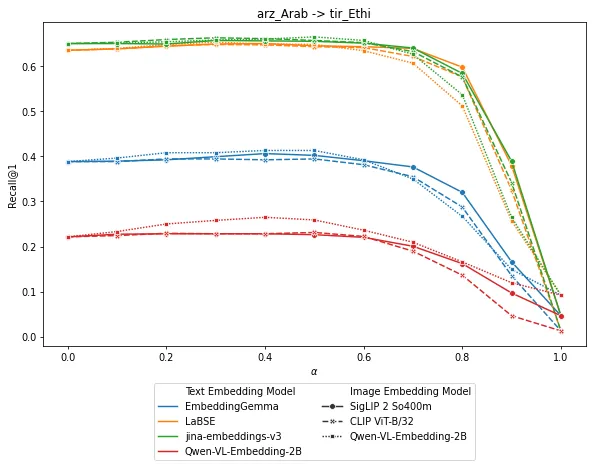 arz_Arab -> tir_Ethi
Recall@1
0.6
0.5
0.4
0.3
0.2
0.1
0.0
0.0 0.2 0.4 0.6 0.8 1.0
α
Text Embedding Model
EmbeddingGemma
LaBSE
jina-embeddings-v3
Qwen-VL-Embedding-2B
Image Embedding Model
SigLIP 2 So400m
CLIP ViT-B/32
Qwen-VL-Embedding-2B